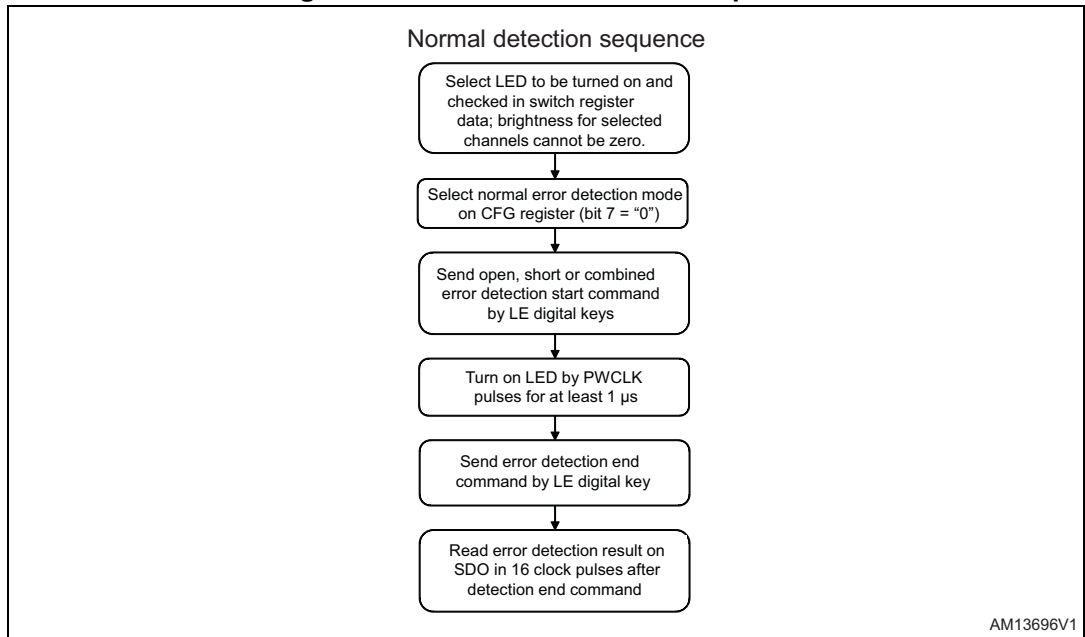 Normal detection sequence
Select LED to be turned on and
checked in switch register
data; brightness for selected
channels cannot be zero.
Select normal error detection mode
on CFG register (bit 7 = “0”)
Send open, short or combined
error detection start command
by LE digital keys
Turn on LED by PWCLK
pulses for at least 1 µs
Send error detection end
command by LE digital key
Read error detection result on
SDO in 16 clock pulses after
detection end command
AM13696V1